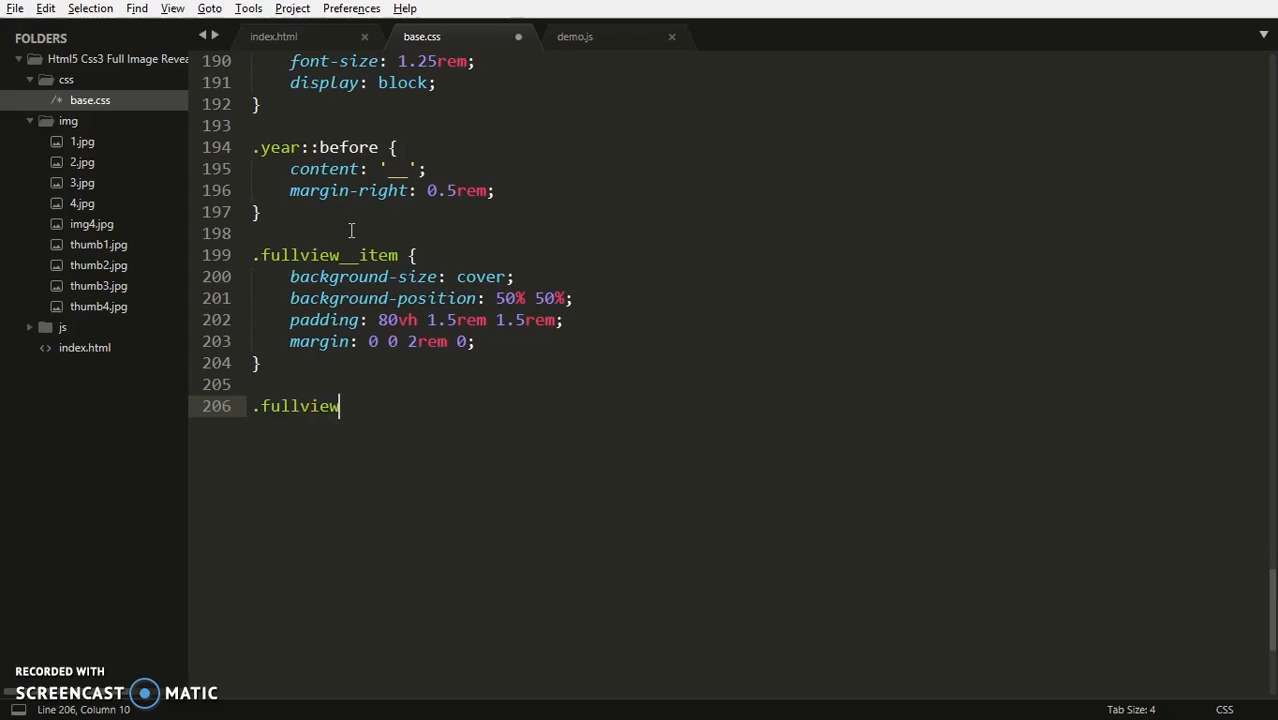 File Edit Selection Find View Goto Tools Project Preferences Help
FOLDERS
Html5 Css3 Full Image Revea
css
/* base.css
img
1.jpg
2.jpg
3.jpg
4.jpg
img4.jpg
thumb1.jpg
thumb2.jpg
thumb3.jpg
thumb4.jpg
js
<> index.html
index.html × base.css demo.js ×
190 font-size: 1.25rem;
191 display: block;
192 }
193
194 .year::before {
195 content: '__';
196 margin-right: 0.5rem;
197 }
198
199 .fullview__item {
200 background-size: cover;
201 background-position: 50% 50%;
202 padding: 80vh 1.5rem 1.5rem;
203 margin: 0 0 2rem 0;
204 }
205
206 .fullview
RECORDED WITH
SCREENCAST MATIC
Line 206, Column 10 Tab Size: 4 CSS